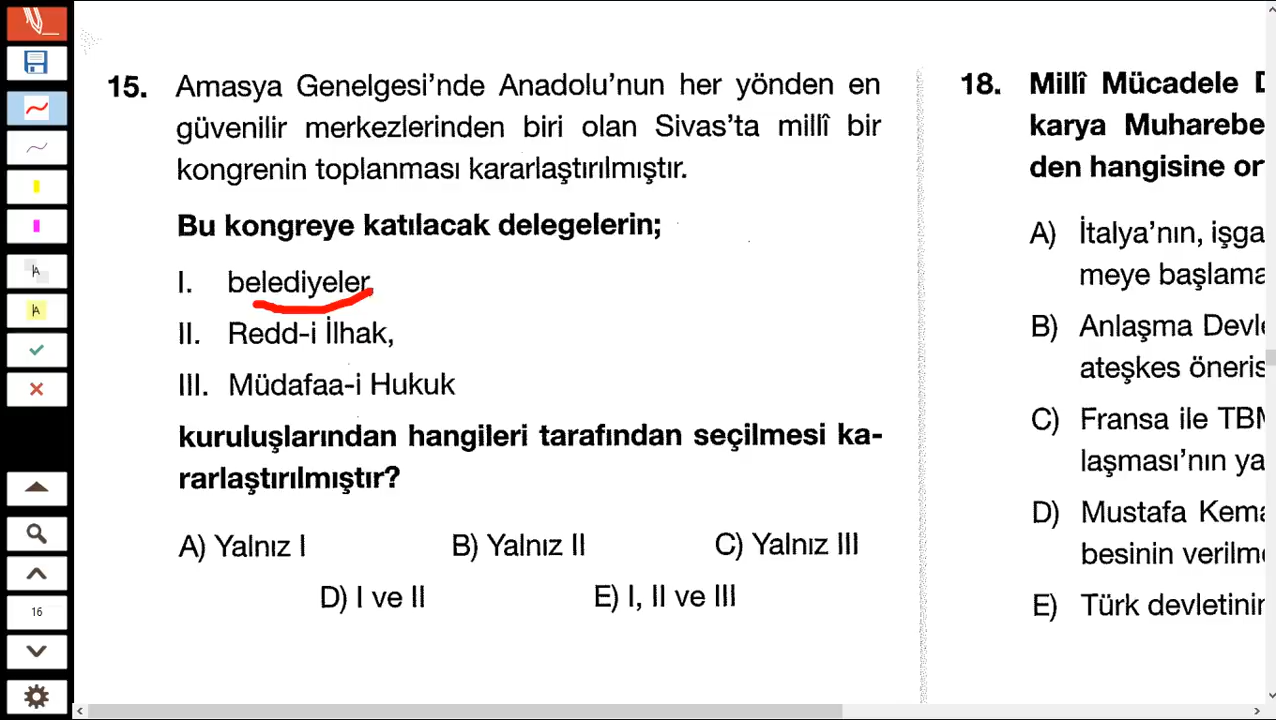 15. Amasya Genelgesi'nde Anadolu'nun her yönden en
güvenilir merkezlerinden biri olan Sivas'ta millî bir
kongrenin toplanması kararlaştırılmıştır.
Bu kongreye katılacak delegelerin;
I. belediyeler,
II. Redd-i İlhak,
III. Müdafaa-i Hukuk
kuruluşlarından hangileri tarafından seçilmesi ka-
rarlaştırılmıştır?
A) Yalnız I B) Yalnız II C) Yalnız III
D) I ve II E) I, II ve III
18. Millî Mücadele
karya Muharebe
den hangisine or
A) İtalya'nın, işga
meye başlama
B) Anlaşma Devl
ateşkes öneris
C) Fransa ile TBM
laşması'nın ya
D) Mustafa Kema
besinin verilme
E) Türk devletinin
A
A
16